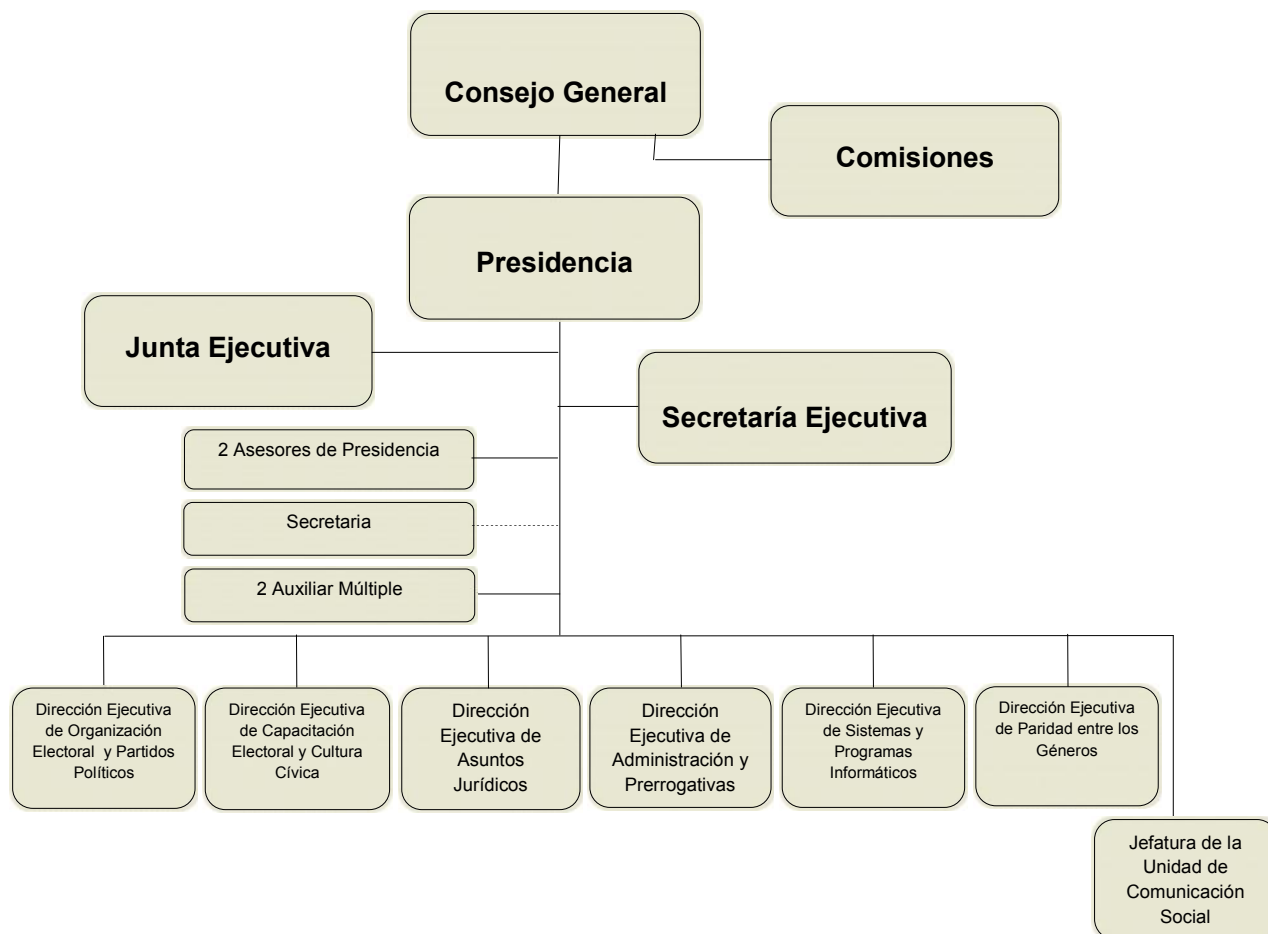 Consejo General
Comisiones
Presidencia
Junta Ejecutiva
Secretaría Ejecutiva
2 Asesores de Presidencia
Secretaria
2 Auxiliar Múltiple
Dirección Ejecutiva
de Organización
Electoral y Partidos
Políticos
Dirección Ejecutiva
de Capacitación
Electoral y Cultura
Cívica
Dirección
Ejecutiva de
Asuntos
Jurídicos
Dirección
Ejecutiva de
Administración y
Prerrogativas
Dirección Ejecutiva
de Sistemas y
Programas
Informáticos
Dirección Ejecutiva
de Paridad entre los
Géneros
Jefatura de la
Unidad de
Comunicación
Social